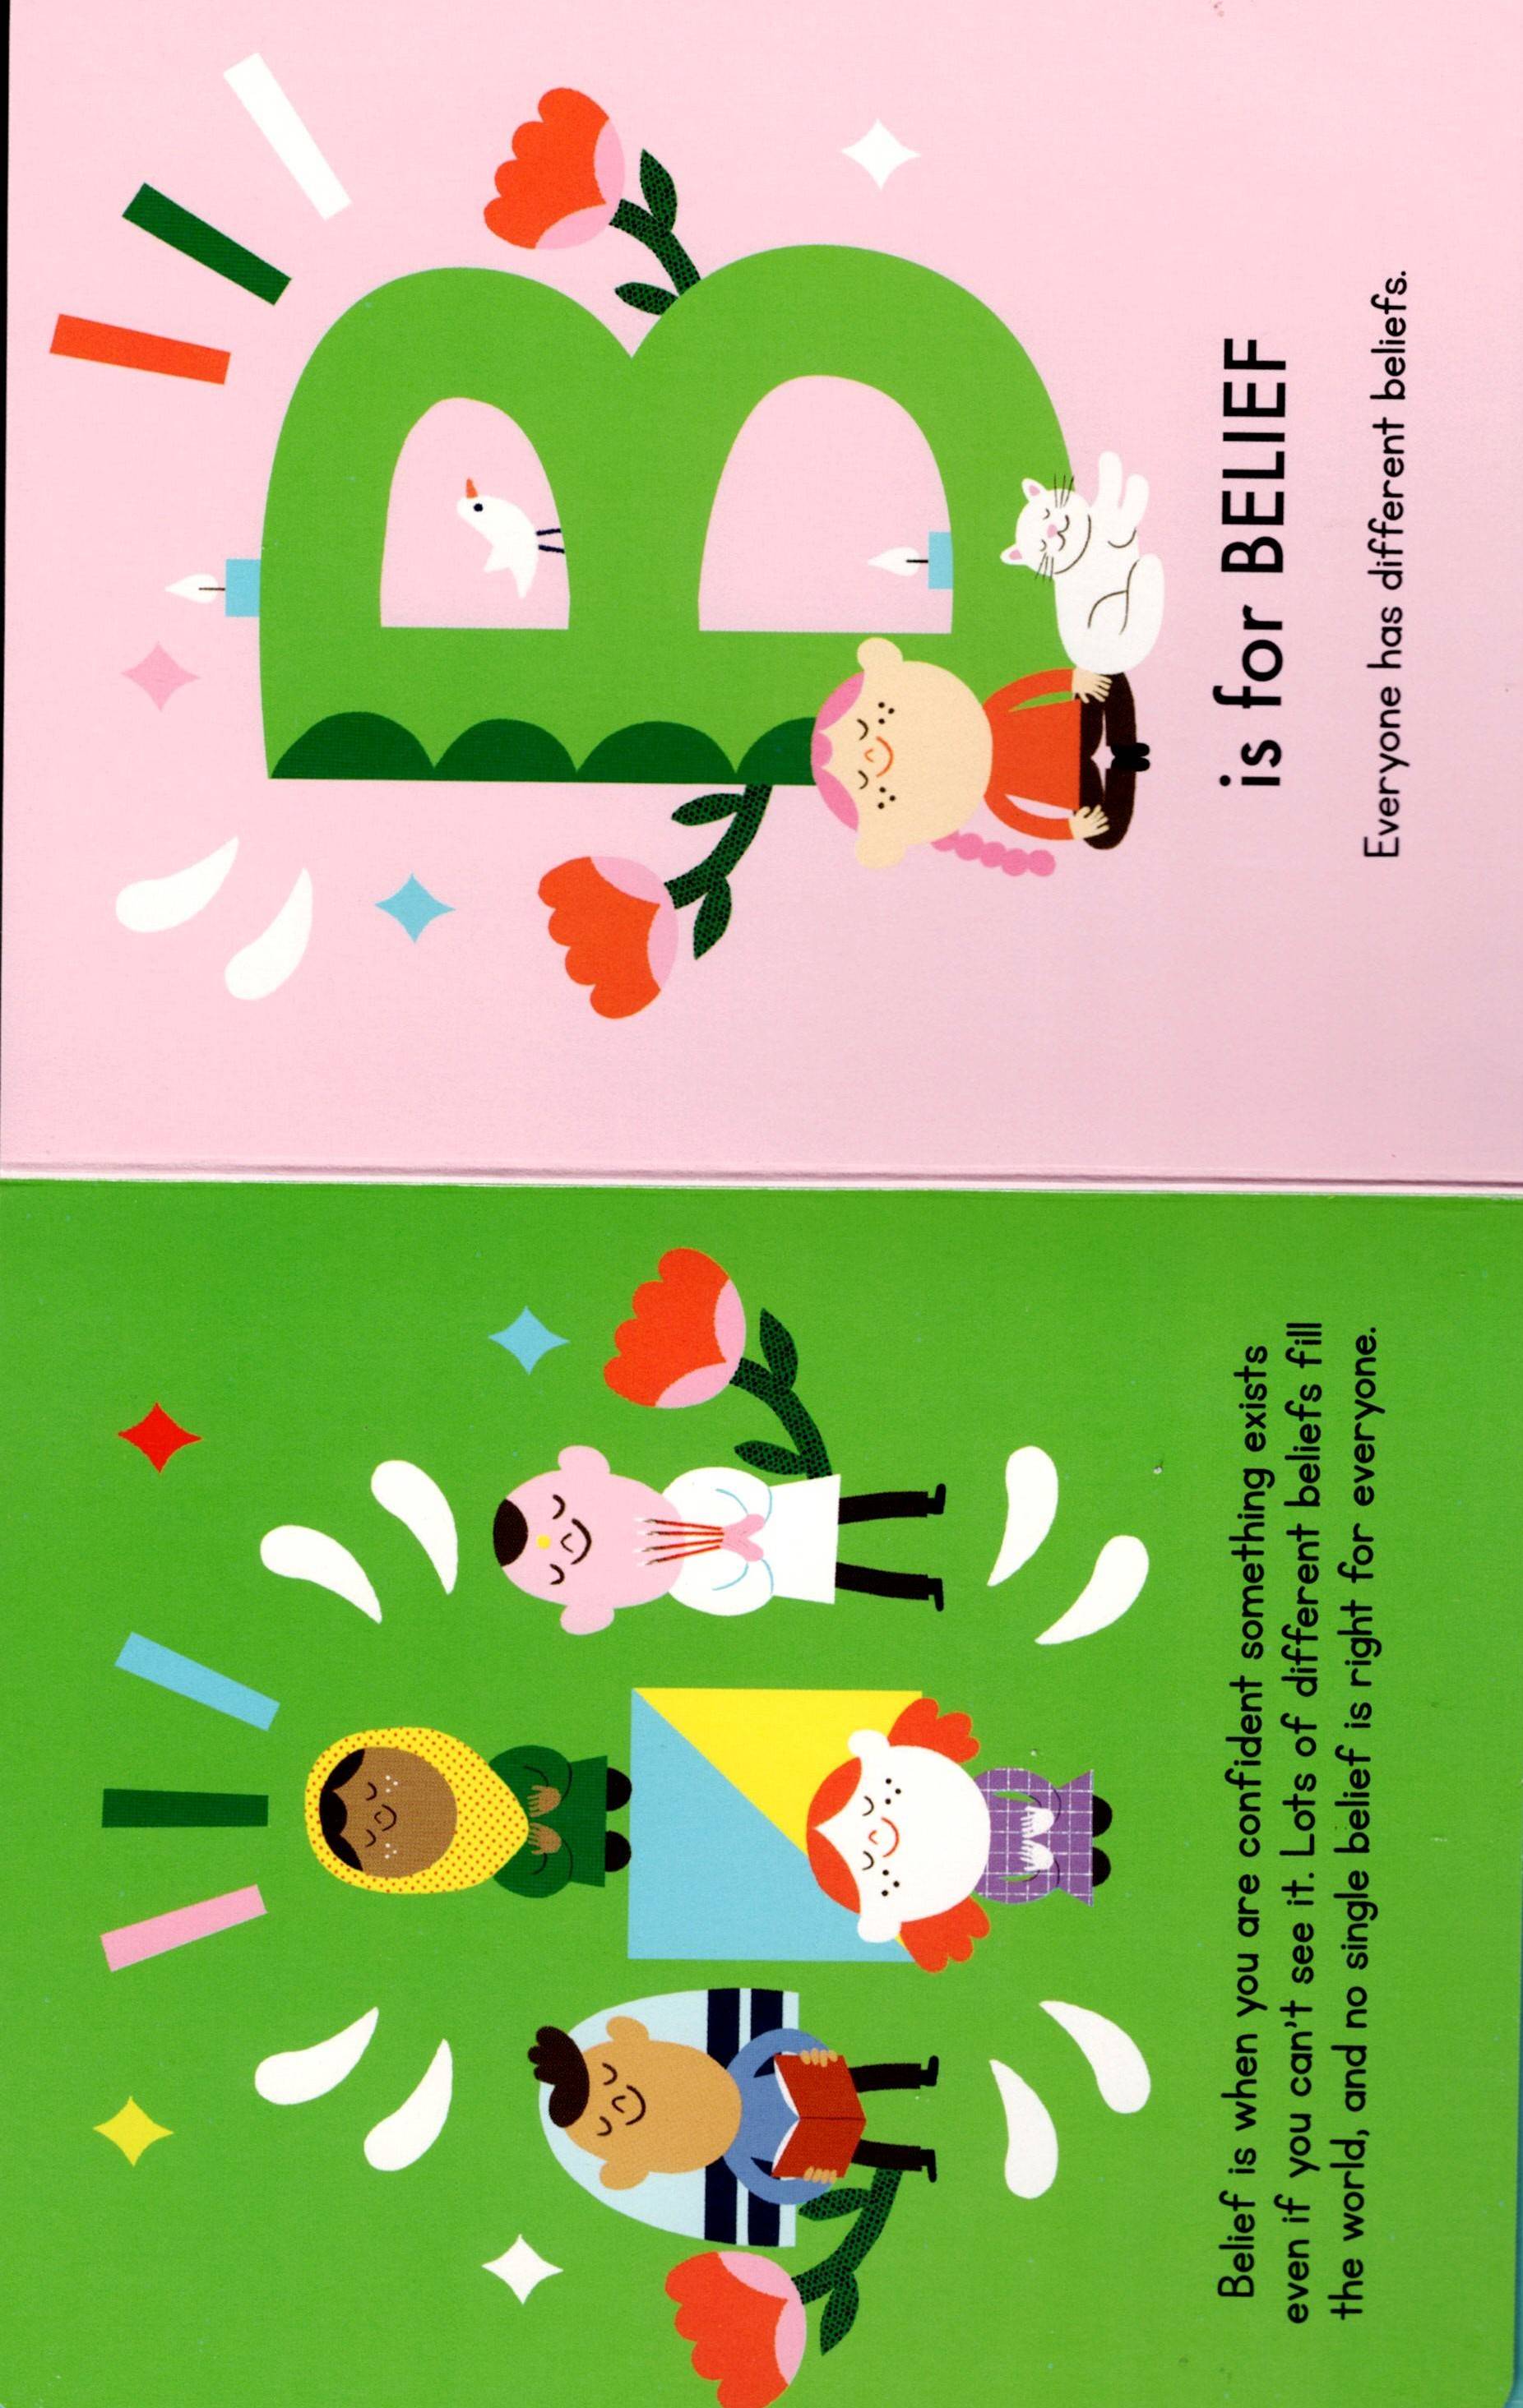 Belief is when you are confident something exists
even if you can't see it. Lots of different beliefs fill
the world, and no single belief is right for everyone.
B
is for BELIEF
Everyone has different beliefs.